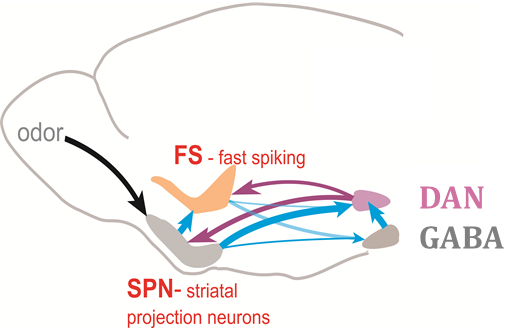 odor
FS - fast spiking
DAN
GABA
SPN- striatal
projection neurons